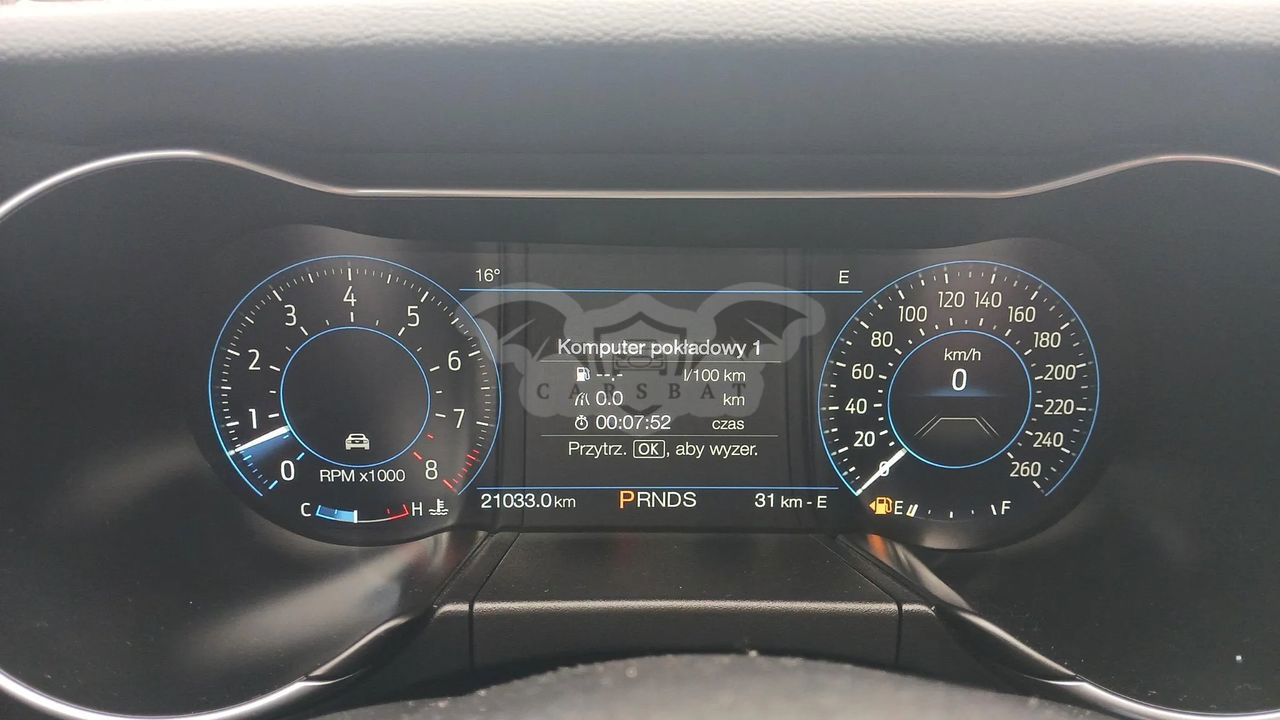 16° E
Komputer pokładowy 1
--.- l/100 km
0.0 km
00:07:52 czas
Przytrz. OK, aby wyzer.
21033.0 km PRNDS 31 km - E
0 1 2 3 4 5 6 7 8
RPM x1000
C H
0 20 40 60 80 100 120 140 160 180 200 220 240 260
km/h
0
E F
CARSBAT